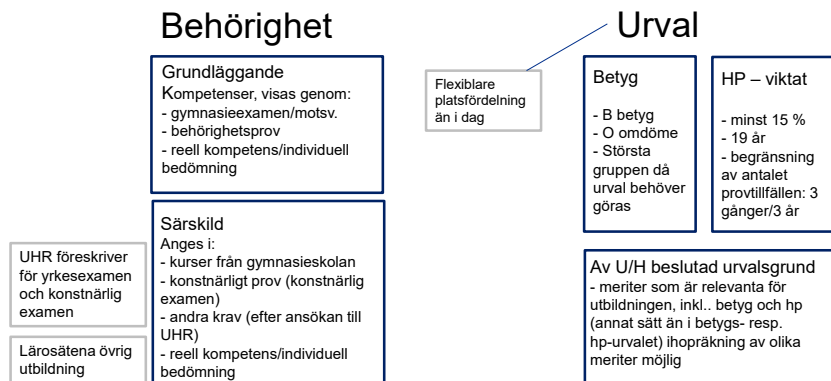 Behörighet
Grundläggande
Kompetenser, visas genom:
- gymnasieexamen/motsv.
- behörighetsprov
- reell kompetens/individuell
bedömning
Särskild
Anges i:
- kurser från gymnasieskolan
- konstnärligt prov (konstnärlig
examen)
- andra krav (efter ansökan till
UHR)
- reell kompetens/individuell
bedömning
UHR föreskriver
för yrkesexamen
och konstnärlig
examen
Lärosätena övrig
utbildning
Urval
Flexiblare
platsfördelning
än i dag
Betyg
- B betyg
- O omdöme
- Största
gruppen då
urval behöver
göras
HP – viktat
- minst 15 %
- 19 år
- begränsning
av antalet
provtillfällen: 3
gånger/3 år
Av U/H beslutad urvalsgrund
- meriter som är relevanta för
utbildningen, inkl.. betyg och hp
(annat sätt än i betygs- resp.
hp-urvalet) ihopräkning av olika
meriter möjlig